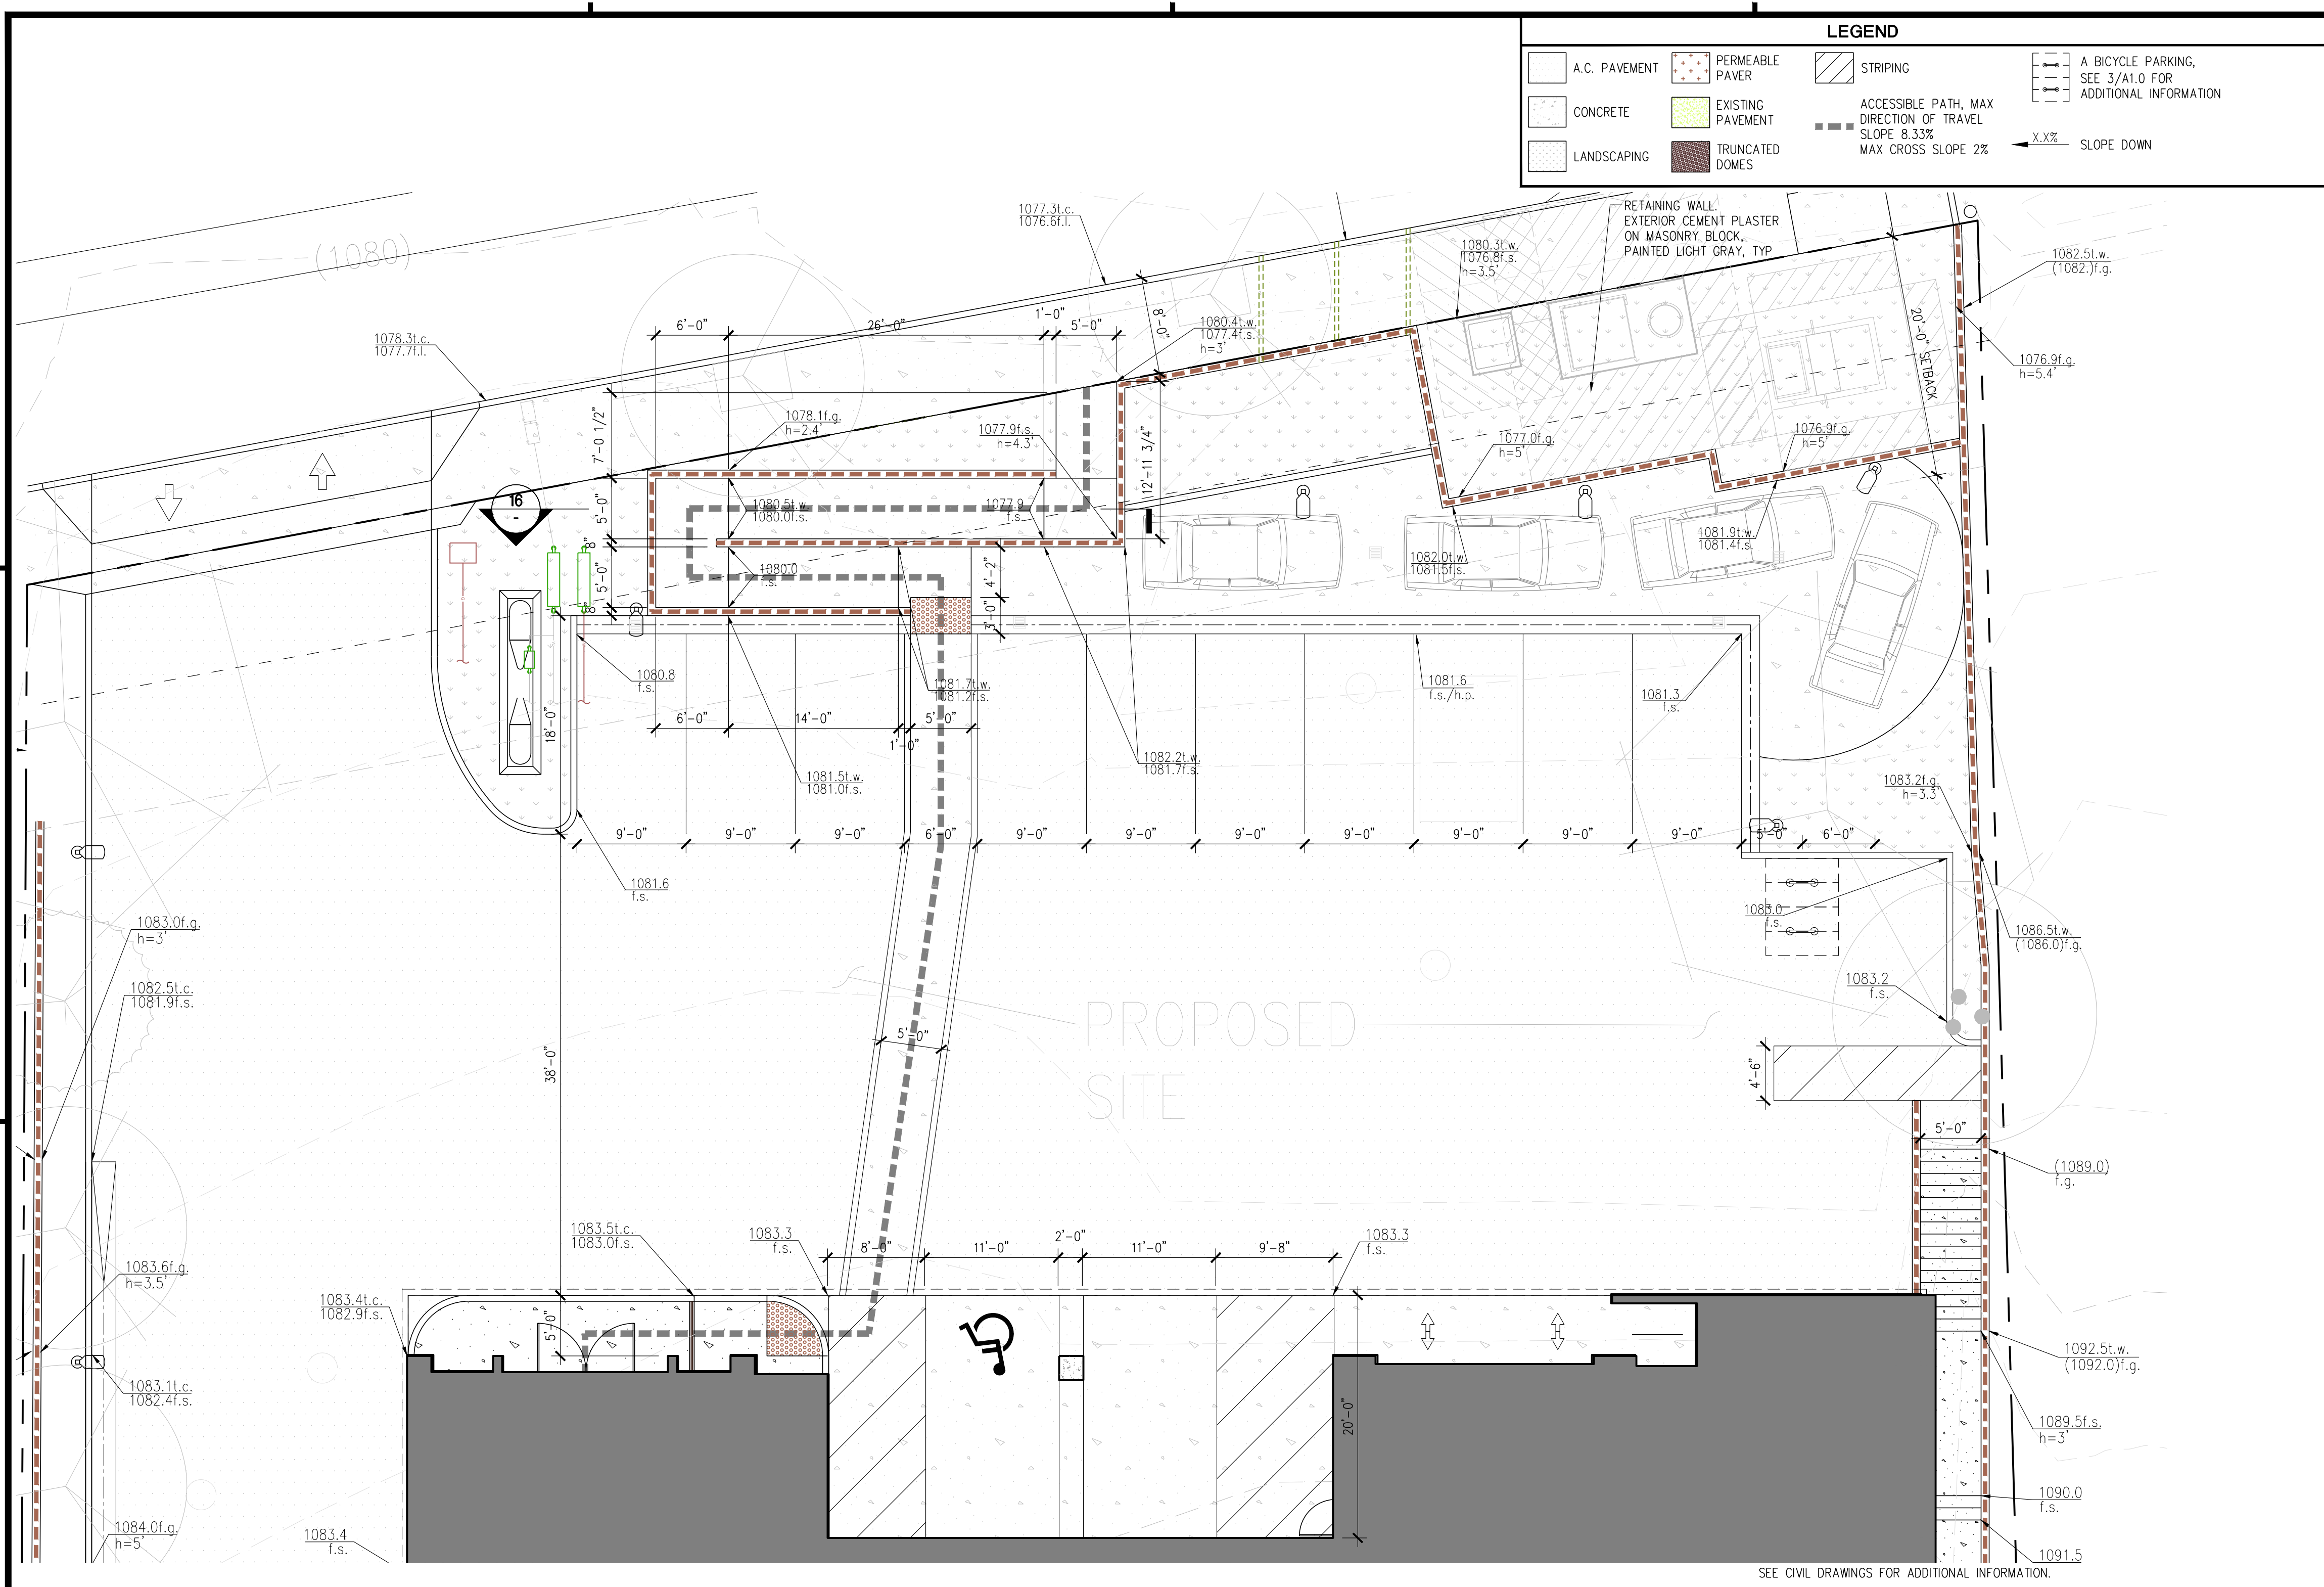 LEGEND
A.C. PAVEMENT
CONCRETE
LANDSCAPING
PERMEABLE
PAVER
EXISTING
PAVEMENT
TRUNCATED
DOMES
STRIPING
ACCESSIBLE PATH, MAX
DIRECTION OF TRAVEL
SLOPE 8.33%
MAX CROSS SLOPE 2%
A BICYCLE PARKING,
SEE 3/A1.0 FOR
ADDITIONAL INFORMATION
X.X%
SLOPE DOWN
RETAINING WALL.
EXTERIOR CEMENT PLASTER
ON MASONRY BLOCK,
PAINTED LIGHT GRAY, TYP
(1080)
1077.3t.c.
1076.6f.l.
1080.3t.w.
1076.8f.s.
h=3.5'
1082.5t.w.
(1082.)f.g.
1078.3t.c.
1077.7f.l.
6'-0"
26'-0"
1'-0"
5'-0"
8'-0"
1080.4t.w.
1077.4f.s.
h=3'
20'-0" SETBACK
1076.9f.g.
h=5.4'
7'-0 1/2"
1078.1f.g.
h=2.4'
1077.9f.s.
h=4.3'
12'-11 3/4"
1077.0f.g.
h=5'
1076.9f.g.
h=5'
16
-
5'-0"
1080.5t.w.
1080.0f.s.
1077.9
f.s.
1081.9t.w.
1081.4f.s.
8"
5'-0"
8"
1080.0
f.s.
4'-2"
3'-0"
1082.0t.w.
1081.5f.s.
1080.8
f.s.
1081.7t.w.
1081.2f.s.
1081.6
f.s./h.p.
1081.3
f.s.
18'-0"
6'-0"
14'-0"
1'-0"
5'-0"
1081.5t.w.
1081.0f.s.
1082.2t.w.
1081.7f.s.
1083.2f.g.
h=3.3'
9'-0"
9'-0"
9'-0"
6'-0"
9'-0"
9'-0"
9'-0"
9'-0"
9'-0"
9'-0"
9'-0"
5'-0"
6'-0"
1081.6
f.s.
1083.0
f.s.
1083.0f.g.
h=3'
1086.5t.w.
(1086.0)f.g.
1082.5t.c.
1081.9f.s.
1083.2
f.s.
PROPOSED
SITE
5'-0"
38'-0"
4'-6"
5'-0"
(1089.0)
f.g.
1083.5t.c.
1083.0f.s.
1083.3
f.s.
8'-0"
11'-0"
2'-0"
11'-0"
9'-8"
1083.3
f.s.
1083.6f.g.
h=3.5'
1083.4t.c.
1082.9f.s.
5'-0"
1092.5t.w.
(1092.0)f.g.
1083.1t.c.
1082.4f.s.
20'-0"
1089.5f.s.
h=3'
1090.0
f.s.
1084.0f.g.
h=5'
1083.4
f.s.
1091.5
SEE CIVIL DRAWINGS FOR ADDITIONAL INFORMATION.